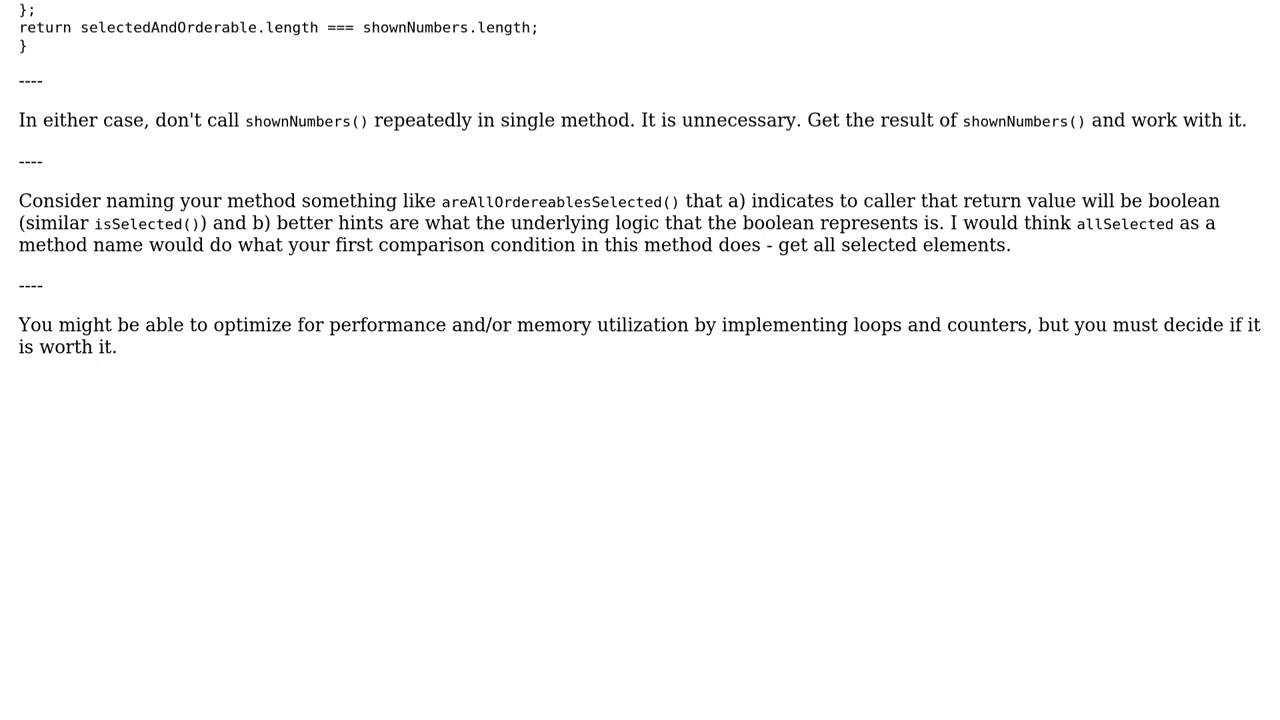 };
return selectedAndOrderable.length === shownNumbers.length;
}
----
In either case, don't call shownNumbers() repeatedly in single method. It is unnecessary. Get the result of shownNumbers() and work with it.
----
Consider naming your method something like areAllOrdereablesSelected() that a) indicates to caller that return value will be boolean
(similar isSelected()) and b) better hints are what the underlying logic that the boolean represents is. I would think allSelected as a
method name would do what your first comparison condition in this method does - get all selected elements.
----
You might be able to optimize for performance and/or memory utilization by implementing loops and counters, but you must decide if it
is worth it.